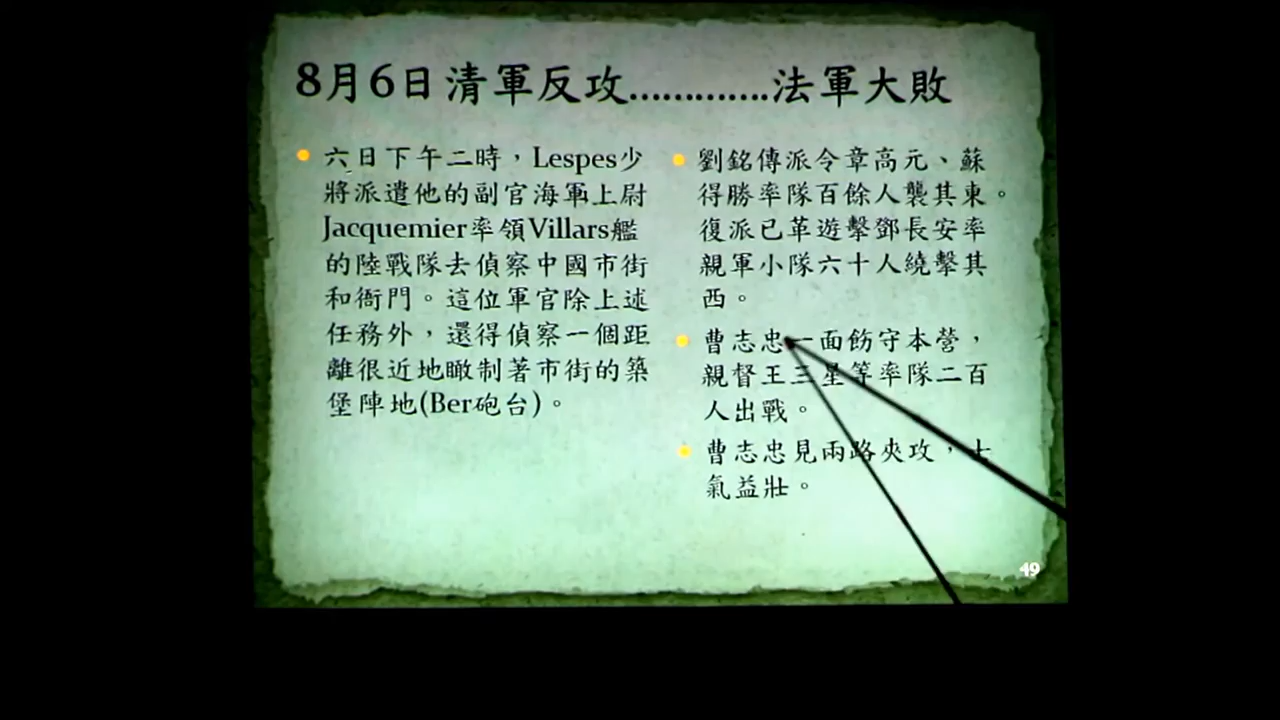 8月6日清軍反攻.............法軍大敗
六日下午二時，Lespes少
將派遣他的副官海軍上尉
Jacquemier率領Villars艦
的陸戰隊去偵察中國市街
和衙門。這位軍官除上述
任務外，還得偵察一個距
離很近地瞰制著市街的築
堡陣地(Ber砲台)。
劉銘傳派令章高元、蘇
得勝率隊百餘人襲其東。
復派已革遊擊鄧長安率
親軍小隊六十人繞擊其
西。
曹志忠一面飭守本營，
親督王三星等率隊二百
人出戰。
曹志忠見兩路夾攻，士
氣益壯。
49